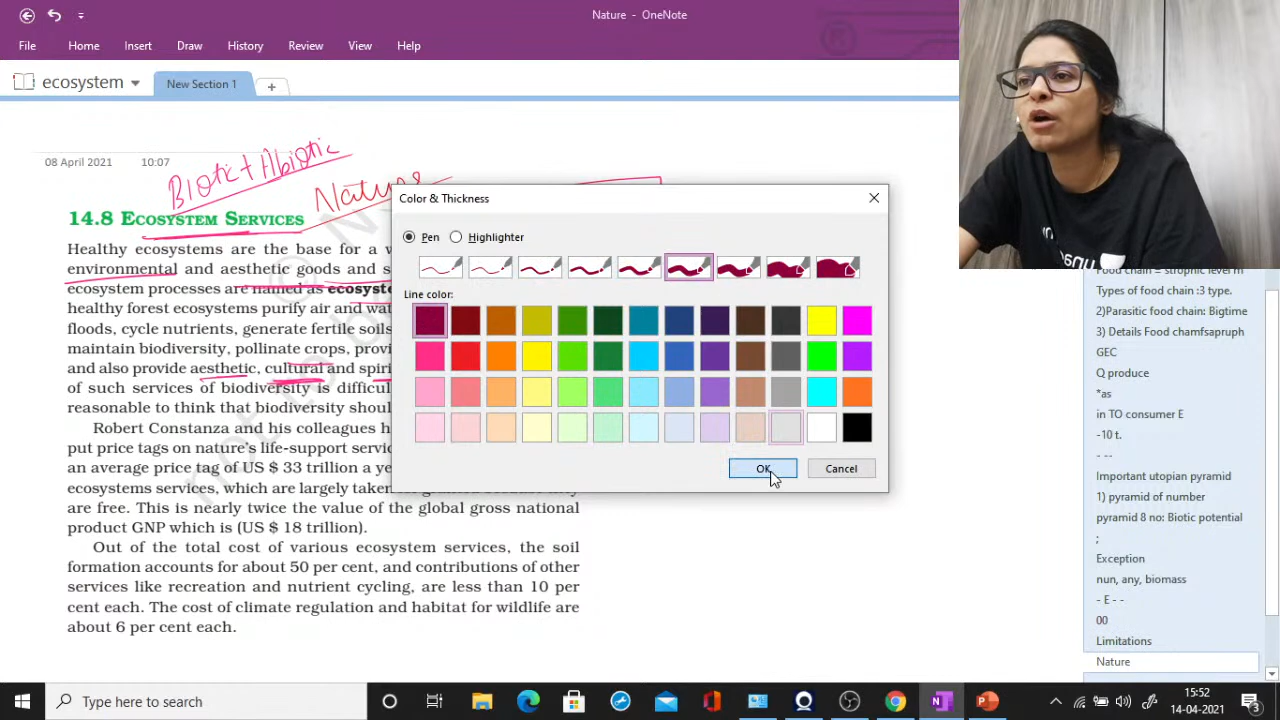 Nature - OneNote
File Home Insert Draw History Review View Help
ecosystem New Section 1 +
08 April 2021 10:07
Biotic + Abiotic
Nature
14.8 ECOSYSTEM SERVICES
Healthy ecosystems are the base for a w
environmental and aesthetic goods and s
ecosystem processes are named as ecosyste
healthy forest ecosystems purify air and wat
floods, cycle nutrients, generate fertile soils
maintain biodiversity, pollinate crops, provi
and also provide aesthetic, cultural and spiri
of such services of biodiversity is difficul
reasonable to think that biodiversity shoul
Robert Constanza and his colleagues h
put price tags on nature's life-support servic
an average price tag of US $ 33 trillion a ye
ecosystems services, which are largely take
are free. This is nearly twice the value of the global gross national
product GNP which is (US $ 18 trillion).
Out of the total cost of various ecosystem services, the soil
formation accounts for about 50 per cent, and contributions of other
services like recreation and nutrient cycling, are less than 10 per
cent each. The cost of climate regulation and habitat for wildlife are
about 6 per cent each.
Color & Thickness
Pen Highlighter
Line color:
OK Cancel
Food chain = strophnic level m
Types of food chain :3 type.
2)Parasitic food chain: Bigtime
3) Details Food chamfsapruph
GEC
Q produce
*as
in TO consumer E
-10 t.
- --
Important utopian pyramid
1) pyramid of number
pyramid 8 no: Biotic potential
;
Exception
nun, any, biomass
- E - -
00
Limitations
Nature
Type here to search
15:52
14-04-2021
3